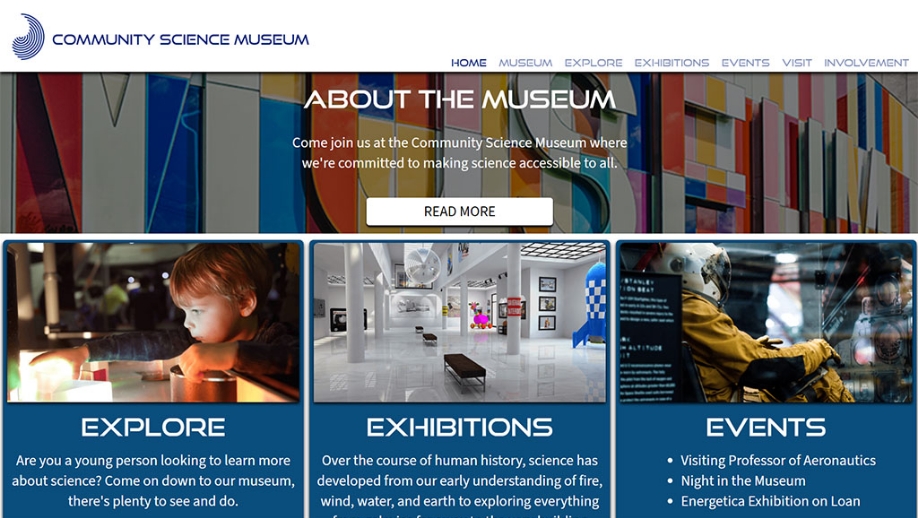 COMMUNITY SCIENCE MUSEUM
HOME MUSEUM EXPLORE EXHIBITIONS EVENTS VISIT INVOLVEMENT
ABOUT THE MUSEUM
Come join us at the Community Science Museum where
we're committed to making science accessible to all.
READ MORE
EXPLORE
Are you a young person looking to learn more
about science? Come on down to our museum,
there's plenty to see and do.
EXHIBITIONS
Over the course of human history, science has
developed from our early understanding of fire,
wind, water, and earth to exploring everything
EVENTS
• Visiting Professor of Aeronautics
• Night in the Museum
• Energetica Exhibition on Loan